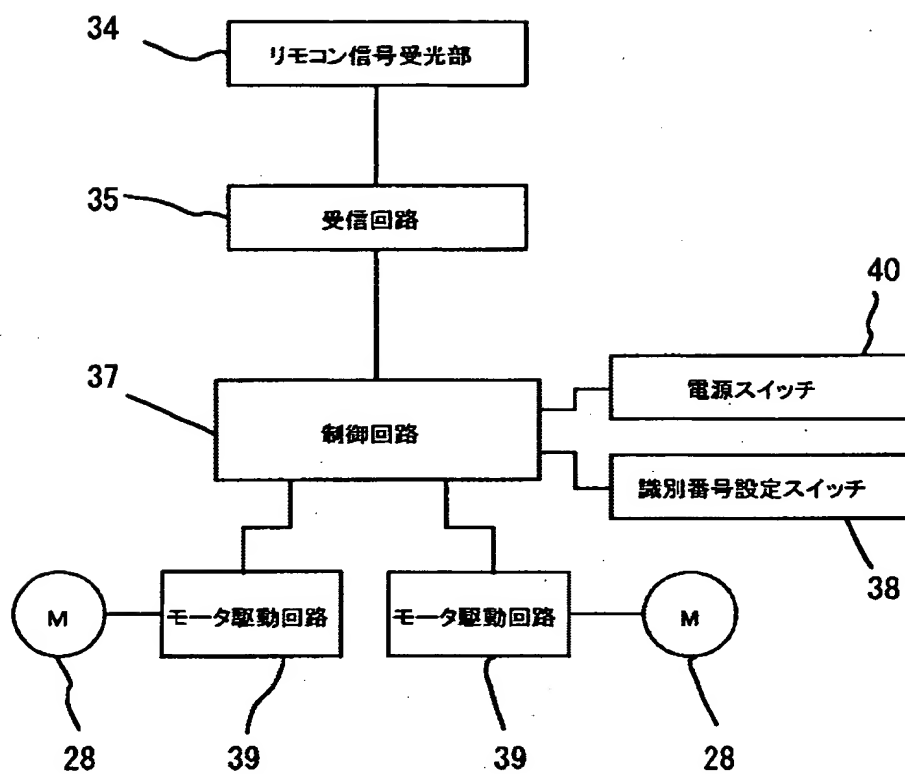 34
リモコン信号受光部
35
受信回路
40
電源スイッチ
37
制御回路
識別番号設定スイッチ
38
M
モータ駆動回路
モータ駆動回路
M
28
39
39
28